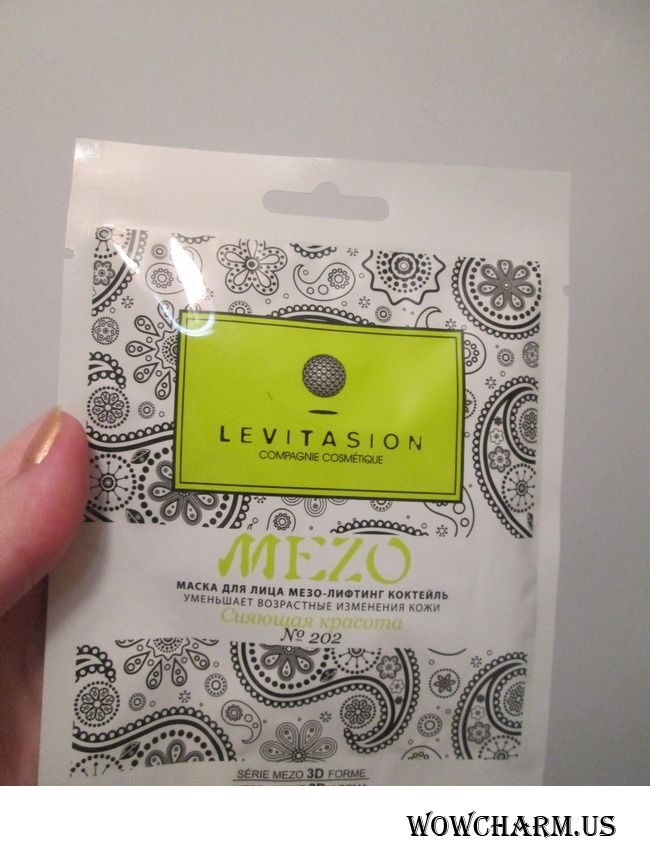 LEVITASION
COMPAGNIE COSMÉTIQUE
MEZO
МАСКА ДЛЯ ЛИЦА МЕЗО-ЛИФТИНГ КОКТЕЙЛЬ
УМЕНЬШАЕТ ВОЗРАСТНЫЕ ИЗМЕНЕНИЯ КОЖИ
Сияющая красота
№ 202
SÉRIE MEZO 3D FORME
WOWCHARM.US